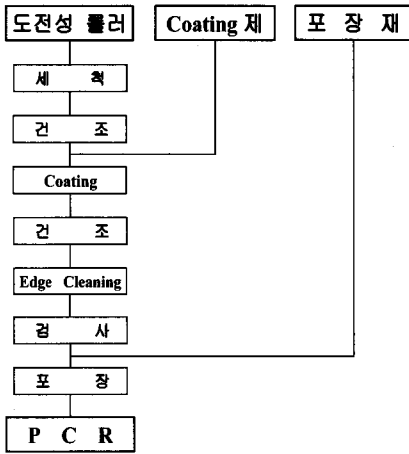 도전성 롤러
Coating 제
포 장 재
세 척
건 조
Coating
건 조
Edge Cleaning
검 사
포 장
P C R